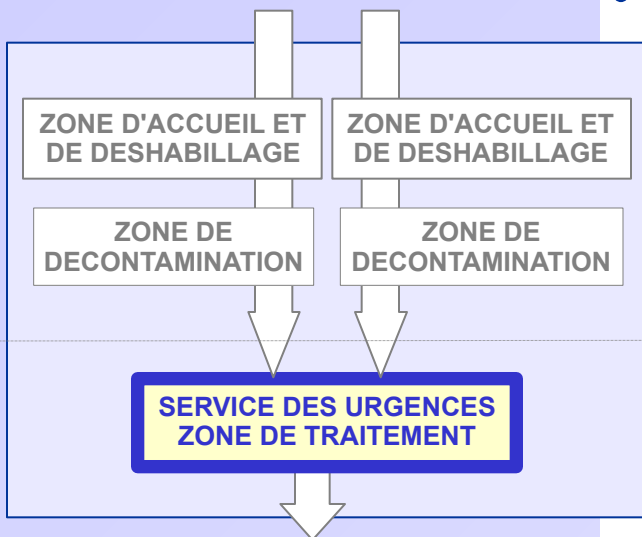 ZONE D'ACCUEIL ET
DE DESHABILLAGE
ZONE D'ACCUEIL ET
DE DESHABILLAGE
ZONE DE
DECONTAMINATION
ZONE DE
DECONTAMINATION
SERVICE DES URGENCES
ZONE DE TRAITEMENT